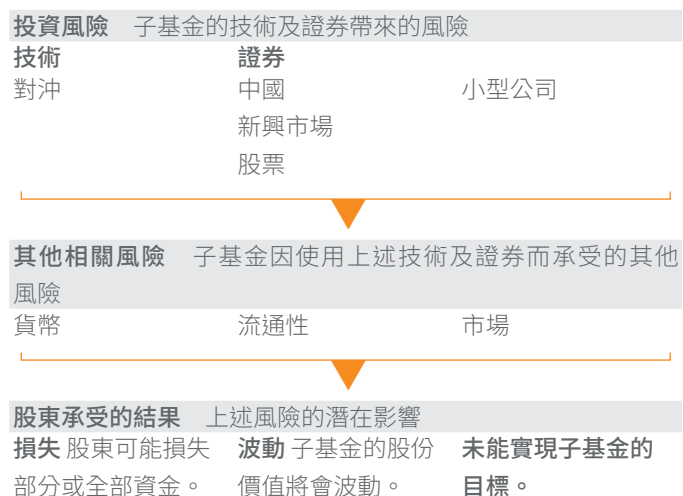 投資風險 子基金的技術及證券帶來的風險
技術 證券
對沖 中國 小型公司
新興市場
股票
其他相關風險 子基金因使用上述技術及證券而承受的其他
風險
貨幣 流通性 市場
股東承受的結果 上述風險的潛在影響
損失 股東可能損失 波動 子基金的股份 未能實現子基金的
部分或全部資金。 價值將會波動。 目標。